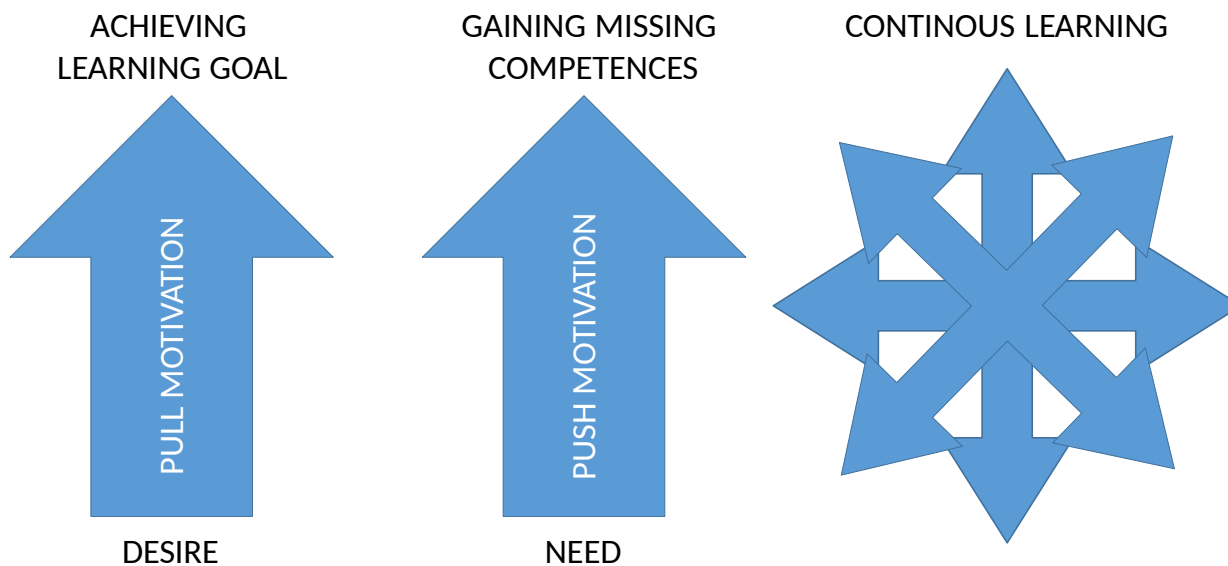 ACHIEVING
LEARNING GOAL
PULL MOTIVATION
DESIRE
GAINING MISSING
COMPETENCES
PUSH MOTIVATION
NEED
CONTINOUS LEARNING